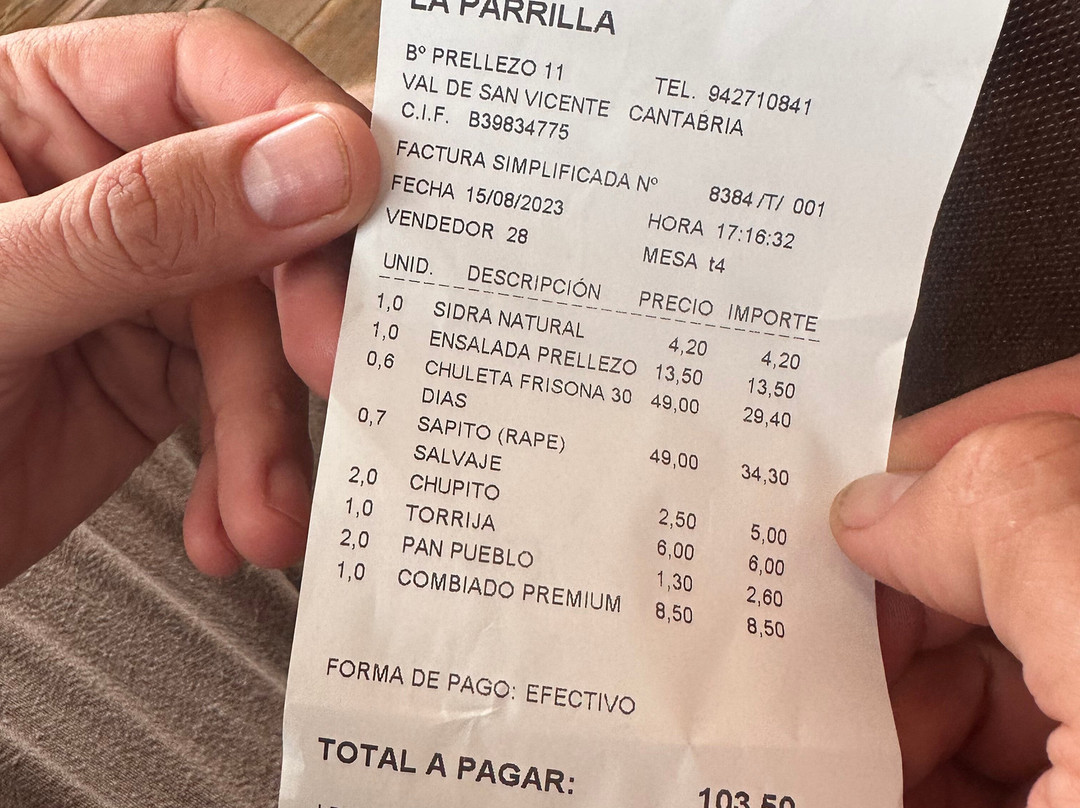 LA PARRILLA
Bº PRELLEZO 11 TEL. 942710841
VAL DE SAN VICENTE CANTABRIA
C.I.F. B39834775
FACTURA SIMPLIFICADA Nº 8384 /T/ 001
FECHA 15/08/2023 HORA 17:16:32
VENDEDOR 28 MESA t4
UNID. DESCRIPCIÓN PRECIO IMPORTE
1,0 SIDRA NATURAL 4,20 4,20
1,0 ENSALADA PRELLEZO 13,50 13,50
0,6 CHULETA FRISONA 30 49,00 29,40
DIAS
0,7 SAPITO (RAPE) 49,00 34,30
SALVAJE
2,0 CHUPITO 2,50 5,00
1,0 TORRIJA 6,00 6,00
2,0 PAN PUEBLO 1,30 2,60
1,0 COMBIADO PREMIUM 8,50 8,50
FORMA DE PAGO: EFECTIVO
TOTAL A PAGAR: 103,50